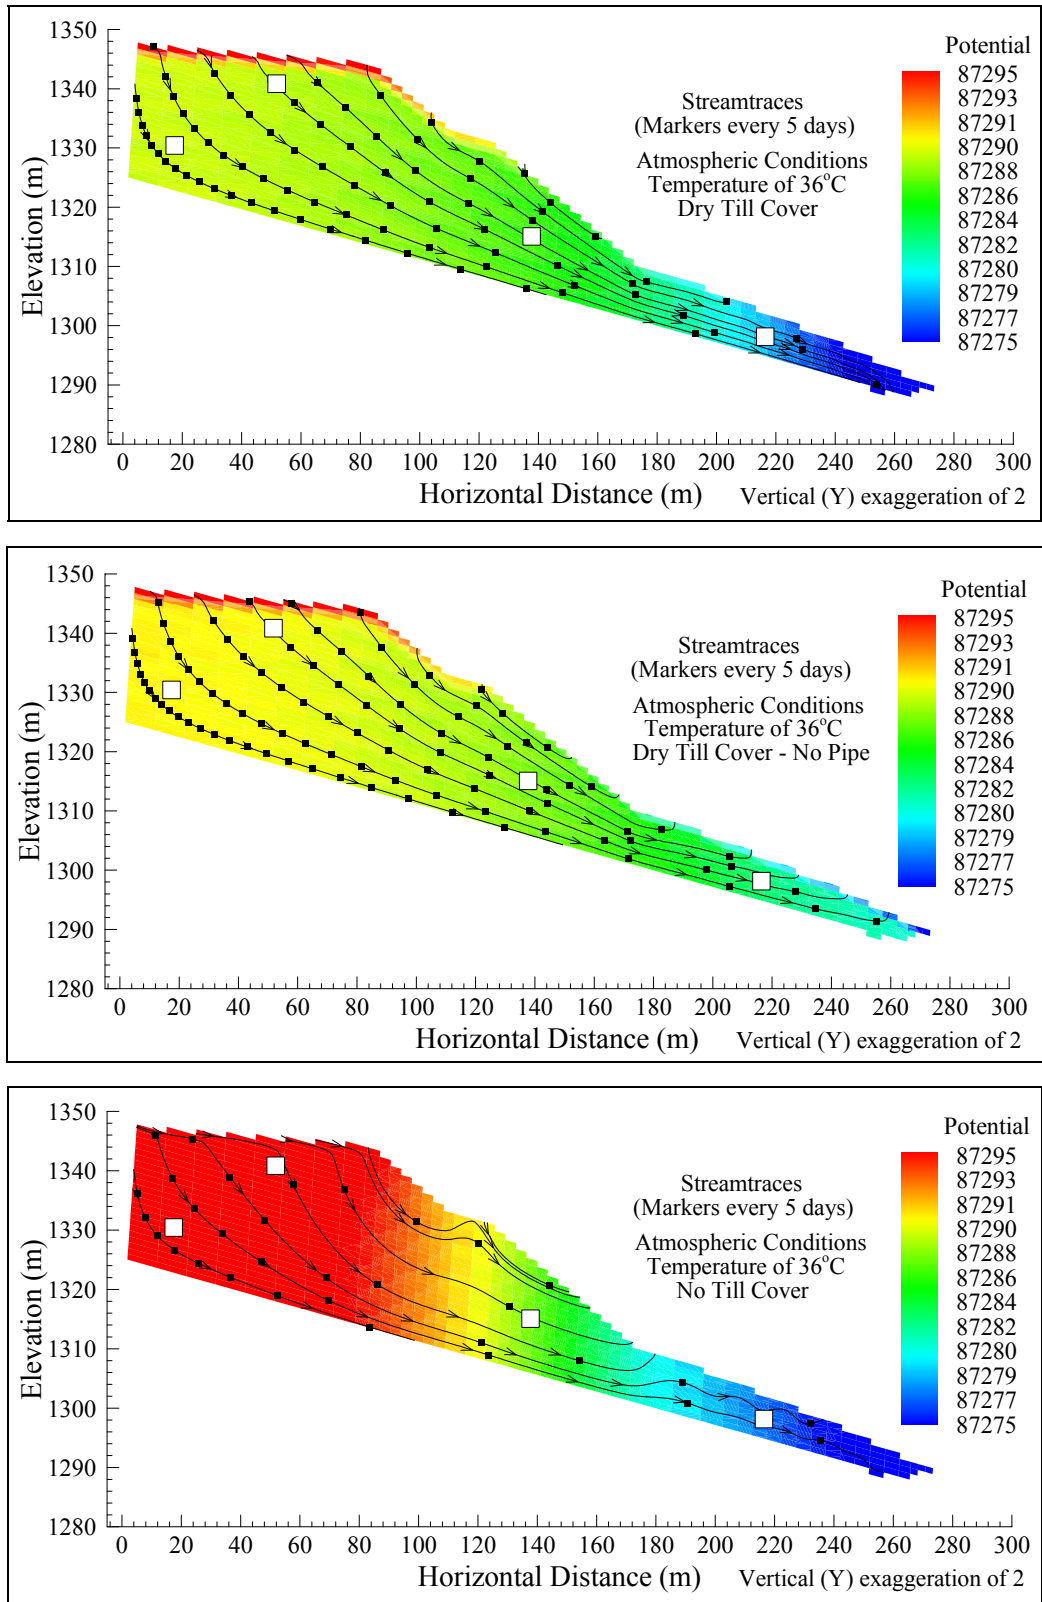 1350
1340
1330
1320
1310
1300
1290
1280
Elevation (m)
0 20 40 60 80 100 120 140 160 180 200 220 240 260 280 300
Horizontal Distance (m)
Vertical (Y) exaggeration of 2
Streamtraces
(Markers every 5 days)
Atmospheric Conditions
Temperature of 36°C
Dry Till Cover
Potential
87295
87293
87291
87290
87288
87286
87284
87282
87280
87279
87277
87275
1350
1340
1330
1320
1310
1300
1290
1280
Elevation (m)
0 20 40 60 80 100 120 140 160 180 200 220 240 260 280 300
Horizontal Distance (m)
Vertical (Y) exaggeration of 2
Streamtraces
(Markers every 5 days)
Atmospheric Conditions
Temperature of 36°C
Dry Till Cover - No Pipe
Potential
87295
87293
87291
87290
87288
87286
87284
87282
87280
87279
87277
87275
1350
1340
1330
1320
1310
1300
1290
1280
Elevation (m)
0 20 40 60 80 100 120 140 160 180 200 220 240 260 280 300
Horizontal Distance (m)
Vertical (Y) exaggeration of 2
Streamtraces
(Markers every 5 days)
Atmospheric Conditions
Temperature of 36°C
No Till Cover
Potential
87295
87293
87291
87290
87288
87286
87284
87282
87280
87279
87277
87275